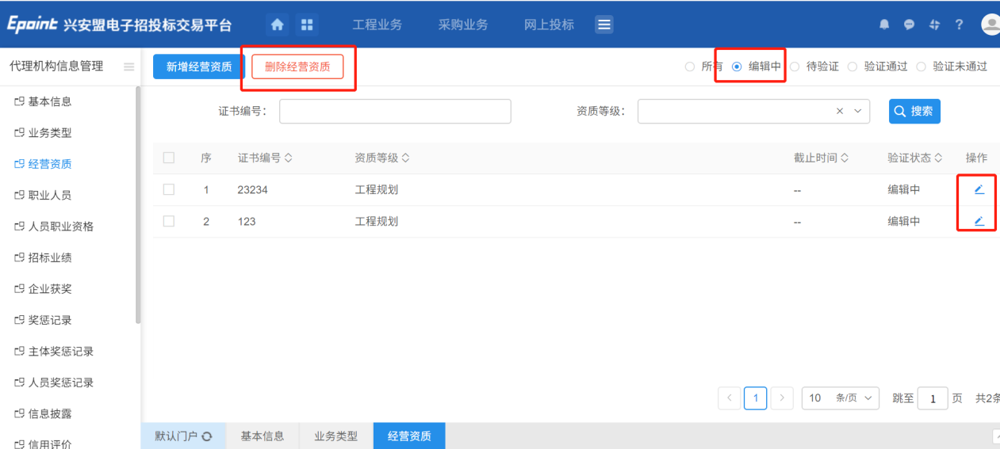 Epoint 兴安盟电子招投标交易平台 工程业务 采购业务 网上投标 ?
代理机构信息管理
新增经营资质 删除经营资质 所有 编辑中 待验证 验证通过 验证未通过
基本信息
业务类型
经营资质
职业人员
人员职业资格
招标业绩
企业获奖
奖惩记录
主体奖惩记录
人员奖惩记录
信息披露
信用评价
证书编号: 资质等级: 搜索
序 证书编号 资质等级 截止时间 验证状态 操作
1 23234 工程规划 -- 编辑中
2 123 工程规划 -- 编辑中
< 1 > 10 条/页 跳至 1 页 共2条
默认门户 基本信息 业务类型 经营资质